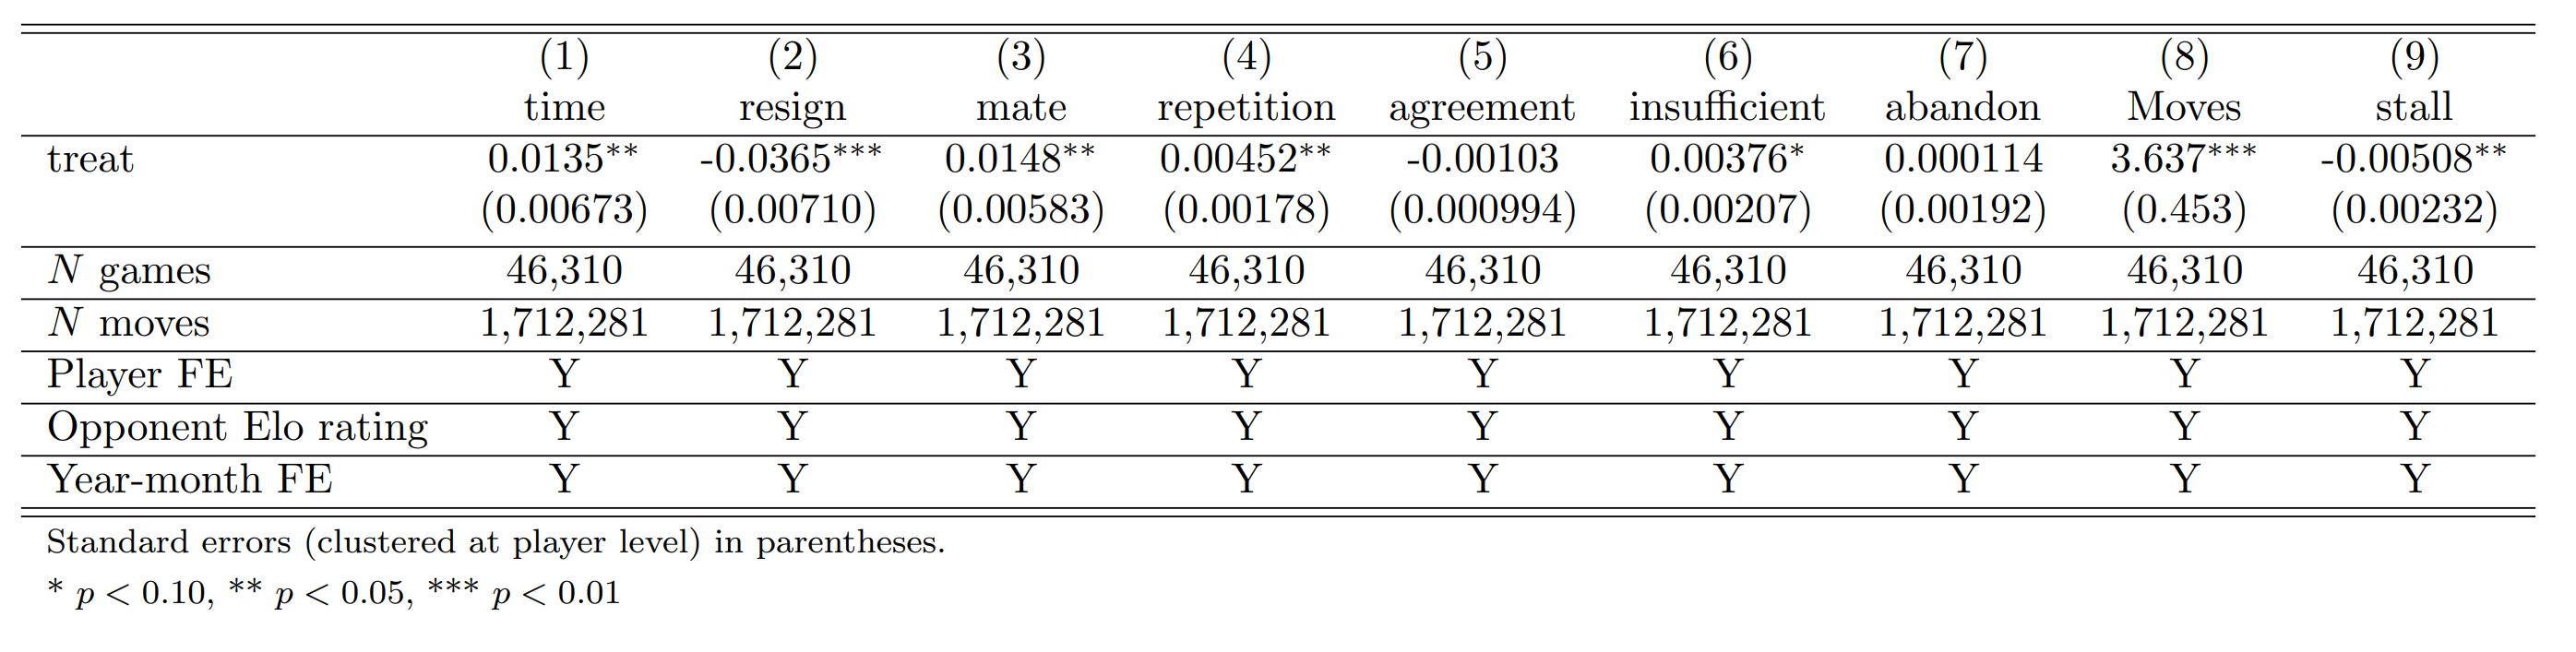 (1) (2) (3) (4) (5) (6) (7) (8) (9)
time resign mate repetition agreement insufficient abandon Moves stall
treat 0.0135** -0.0365*** 0.0148** 0.00452** -0.00103 0.00376* 0.000114 3.637*** -0.00508**
(0.00673) (0.00710) (0.00583) (0.00178) (0.000994) (0.00207) (0.00192) (0.453) (0.00232)
N games 46,310 46,310 46,310 46,310 46,310 46,310 46,310 46,310 46,310
N moves 1,712,281 1,712,281 1,712,281 1,712,281 1,712,281 1,712,281 1,712,281 1,712,281 1,712,281
Player FE Y Y Y Y Y Y Y Y Y
Opponent Elo rating Y Y Y Y Y Y Y Y Y
Year-month FE Y Y Y Y Y Y Y Y Y
Standard errors (clustered at player level) in parentheses.
* p < 0.10, ** p < 0.05, *** p < 0.01